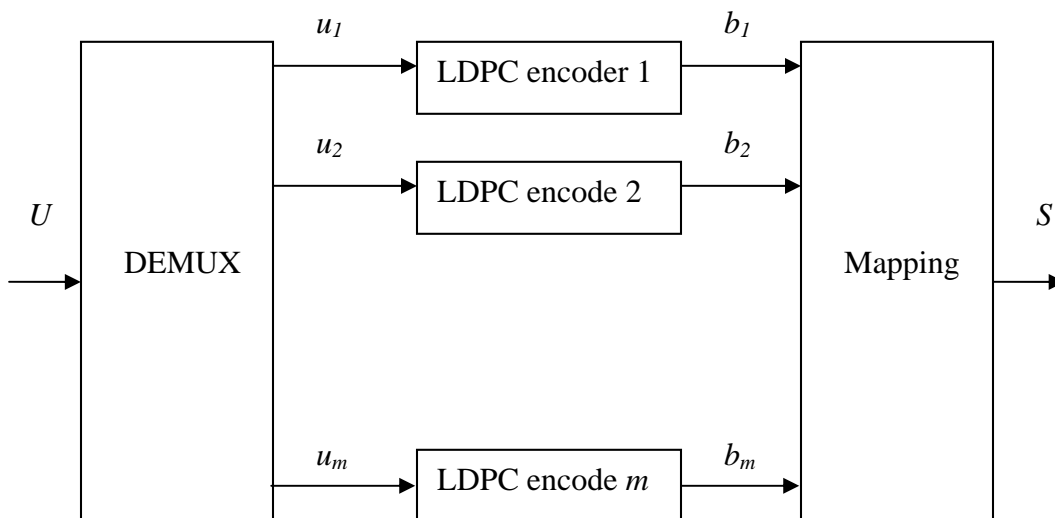 u1
b1
LDPC encoder 1
u2
b2
LDPC encode 2
U
S
DEMUX
Mapping
um
bm
LDPC encode m